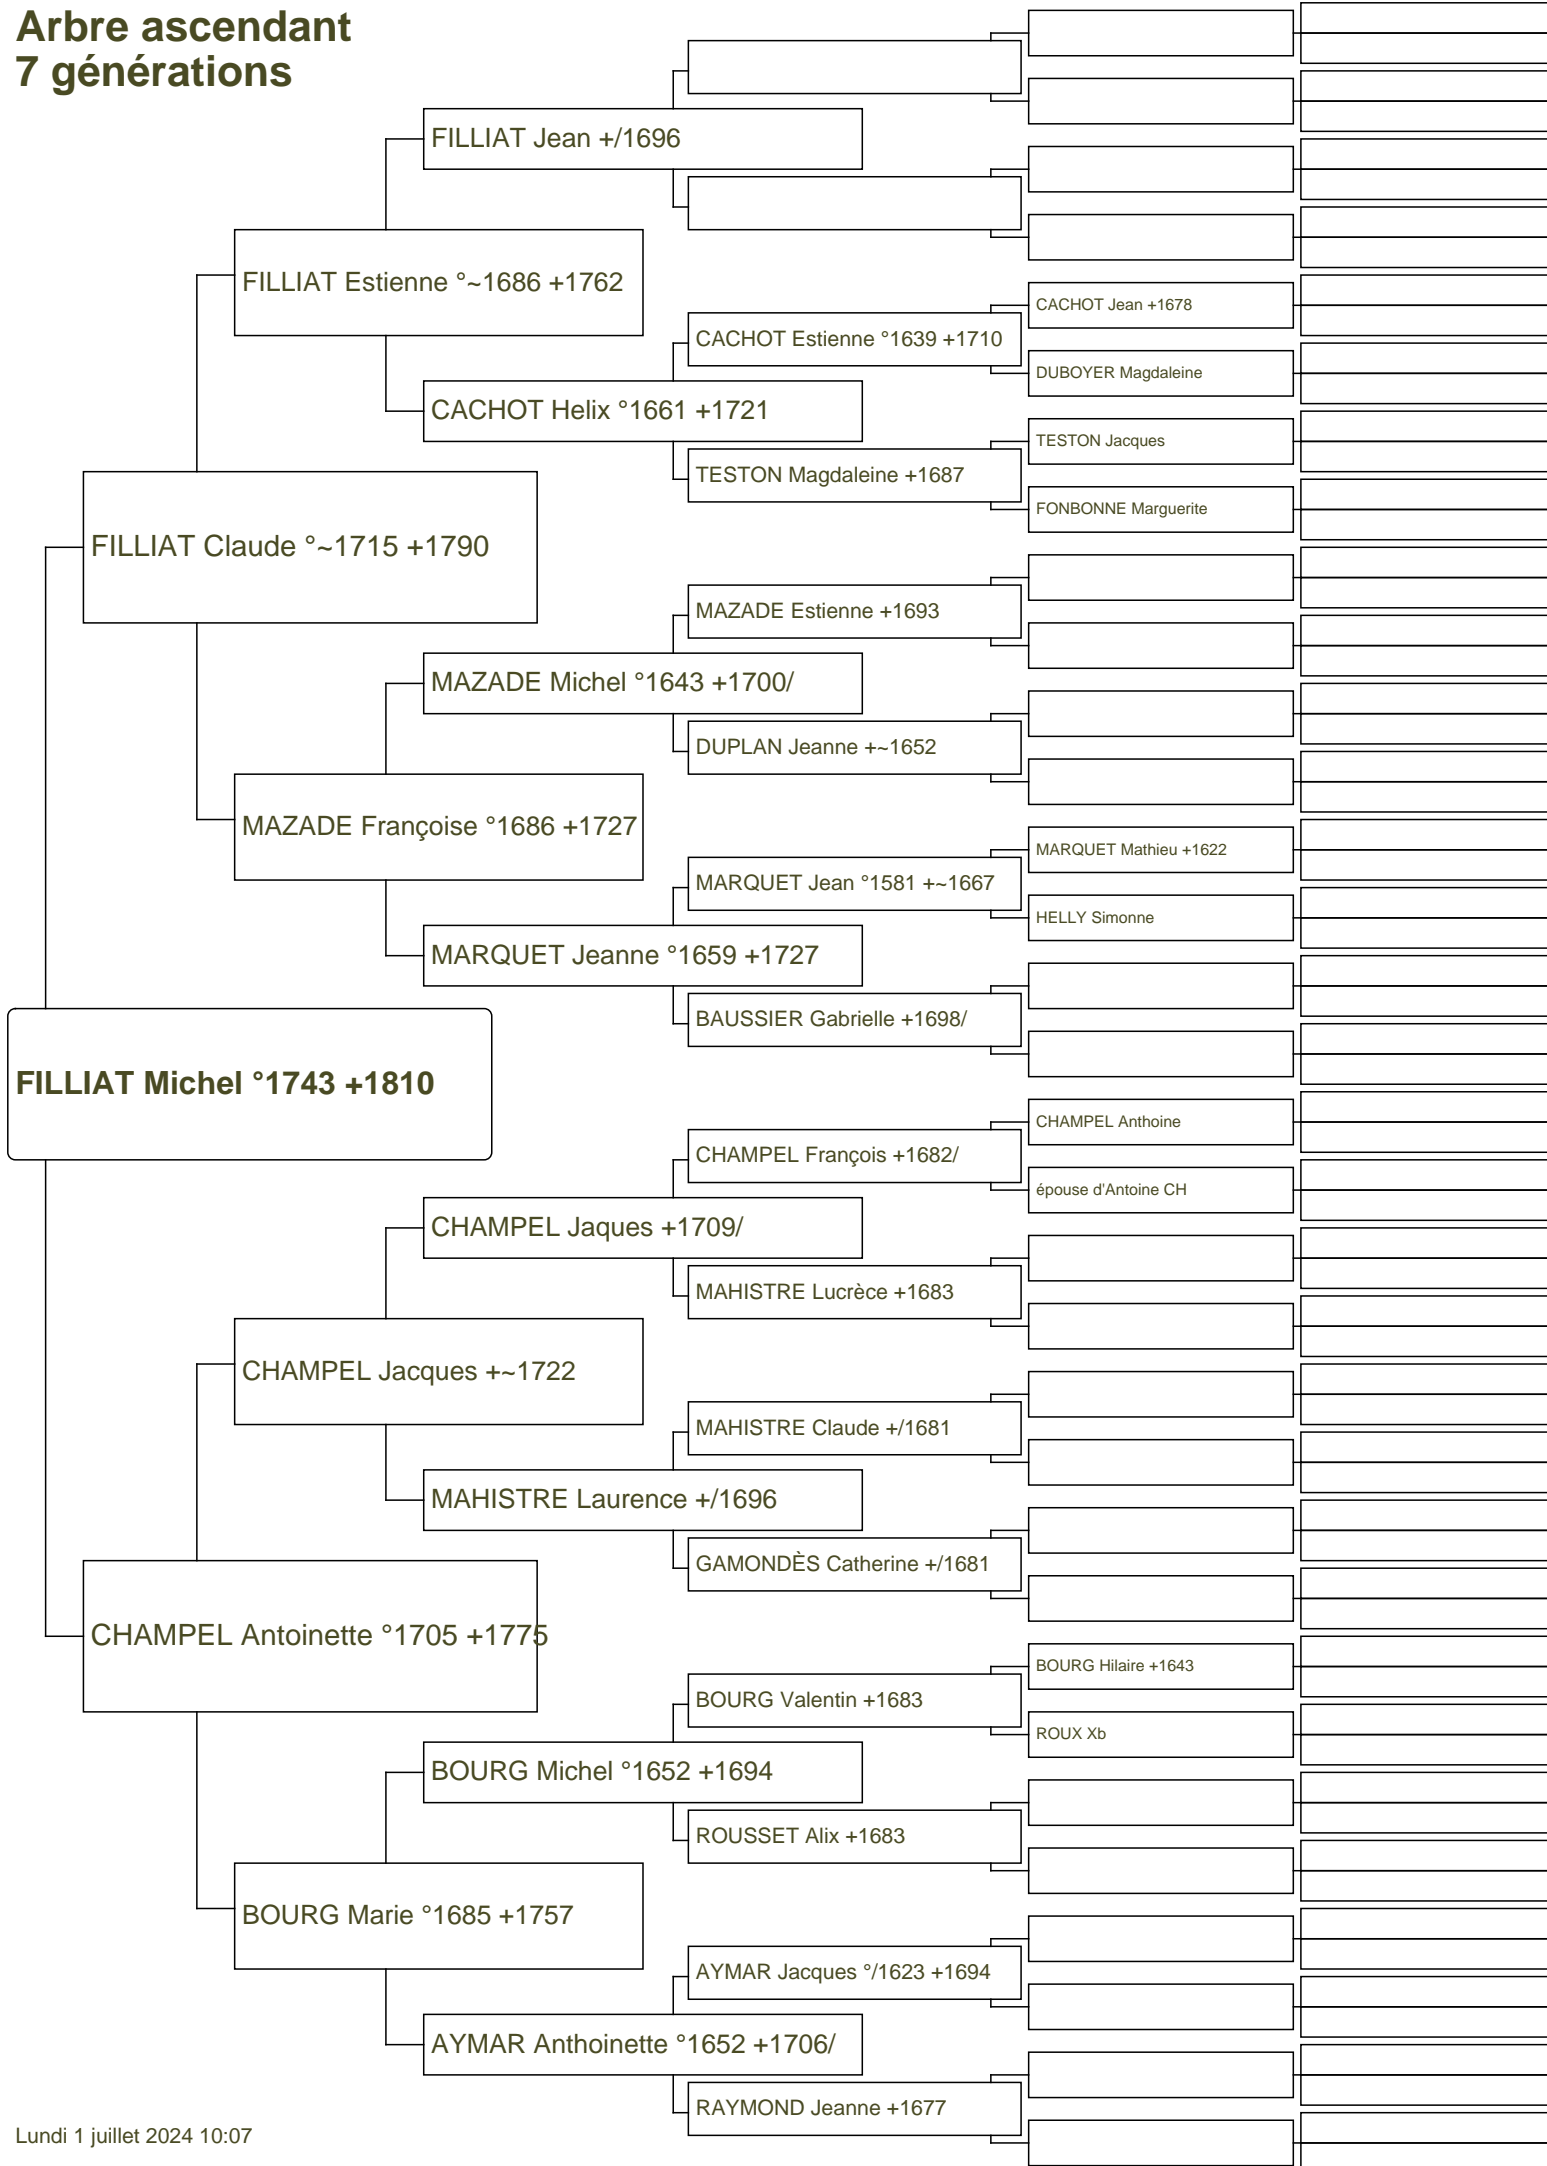 Arbre ascendant
7 générations
FILLIAT Jean +/1696
FILLIAT Estienne °~1686 +1762
CACHOT Jean +1678
CACHOT Estienne °1639 +1710
DUBOYER Magdaleine
CACHOT Helix °1661 +1721
TESTON Jacques
TESTON Magdaleine +1687
FONBONNE Marguerite
FILLIAT Claude °~1715 +1790
MAZADE Estienne +1693
MAZADE Michel °1643 +1700/
DUPLAN Jeanne +~1652
MAZADE Françoise °1686 +1727
MARQUET Mathieu +1622
MARQUET Jean °1581 +~1667
HELLY Simonne
MARQUET Jeanne °1659 +1727
BAUSSIER Gabrielle +1698/
FILLIAT Michel °1743 +1810
CHAMPEL Anthoine
CHAMPEL François +1682/
épouse d'Antoine CH
CHAMPEL Jaques +1709/
MAHISTRE Lucrèce +1683
CHAMPEL Jacques +~1722
MAHISTRE Claude +/1681
MAHISTRE Laurence +/1696
GAMONDÈS Catherine +/1681
CHAMPEL Antoinette °1705 +1775
BOURG Hilaire +1643
BOURG Valentin +1683
ROUX Xb
BOURG Michel °1652 +1694
ROUSSET Alix +1683
BOURG Marie °1685 +1757
AYMAR Jacques °/1623 +1694
AYMAR Anthoinette °1652 +1706/
RAYMOND Jeanne +1677
Lundi 1 juillet 2024 10:07